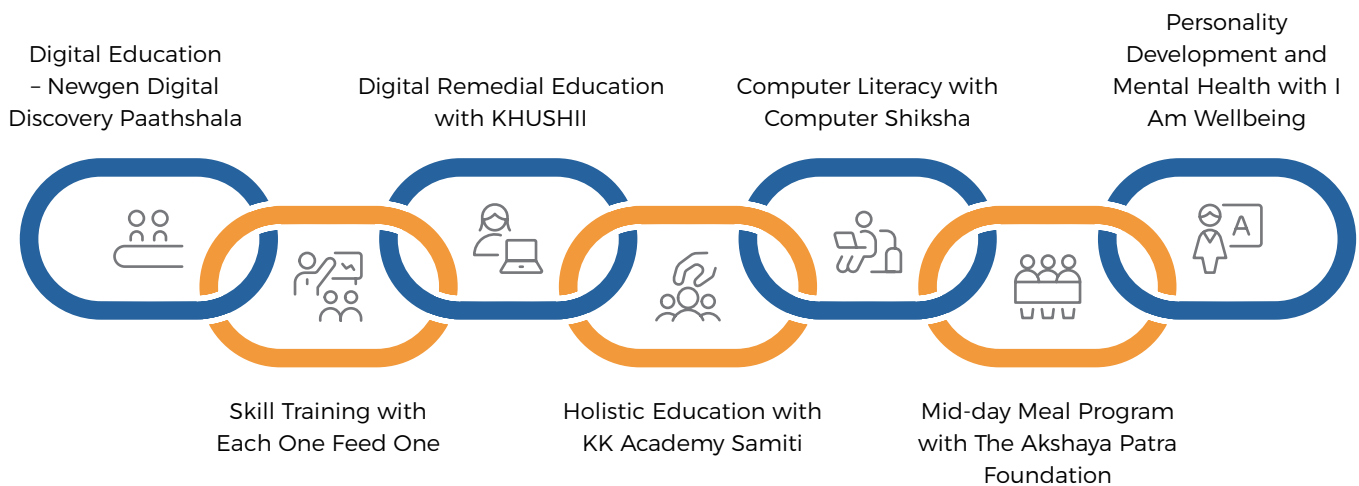 Digital Education
– Newgen Digital
Discovery Paathshala
Digital Remedial Education
with KHUSHII
Computer Literacy with
Computer Shiksha
Personality
Development and
Mental Health with I
Am Wellbeing
A
Skill Training with
Each One Feed One
Holistic Education with
KK Academy Samiti
Mid-day Meal Program
with The Akshaya Patra
Foundation